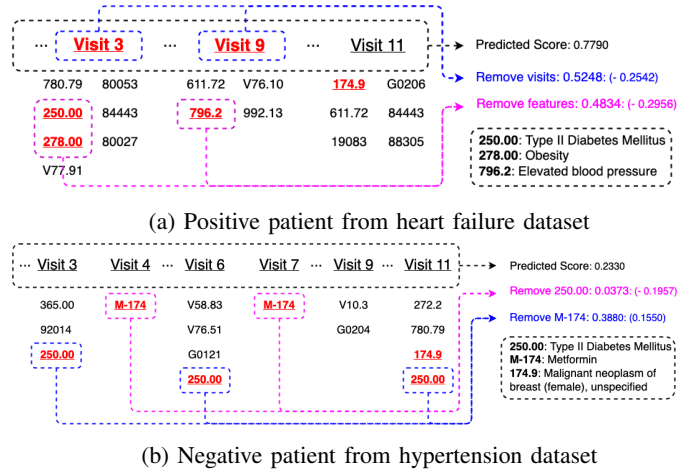 ... Visit 3 ... Visit 9 ... Visit 11
Predicted Score: 0.7790
780.79 80053 611.72 V76.10 174.9 G0206
Remove visits: 0.5248: (- 0.2542)
250.00 84443 796.2 992.13 611.72 84443
Remove features: 0.4834: (- 0.2956)
278.00 80027 19083 88305
V77.91
250.00: Type II Diabetes Mellitus
278.00: Obesity
796.2: Elevated blood pressure
(a) Positive patient from heart failure dataset
... Visit 3 Visit 4 ... Visit 6 Visit 7 ... Visit 9 ... Visit 11
Predicted Score: 0.2330
365.00 M-174 V58.83 M-174 V10.3 272.2
Remove 250.00: 0.0373: (- 0.1957)
92014 V76.51 G0204 780.79
Remove M-174: 0.3880: (0.1550)
250.00 G0121 174.9
250.00 250.00
250.00: Type II Diabetes Mellitus
M-174: Metformin
174.9: Malignant neoplasm of
breast (female), unspecified
(b) Negative patient from hypertension dataset